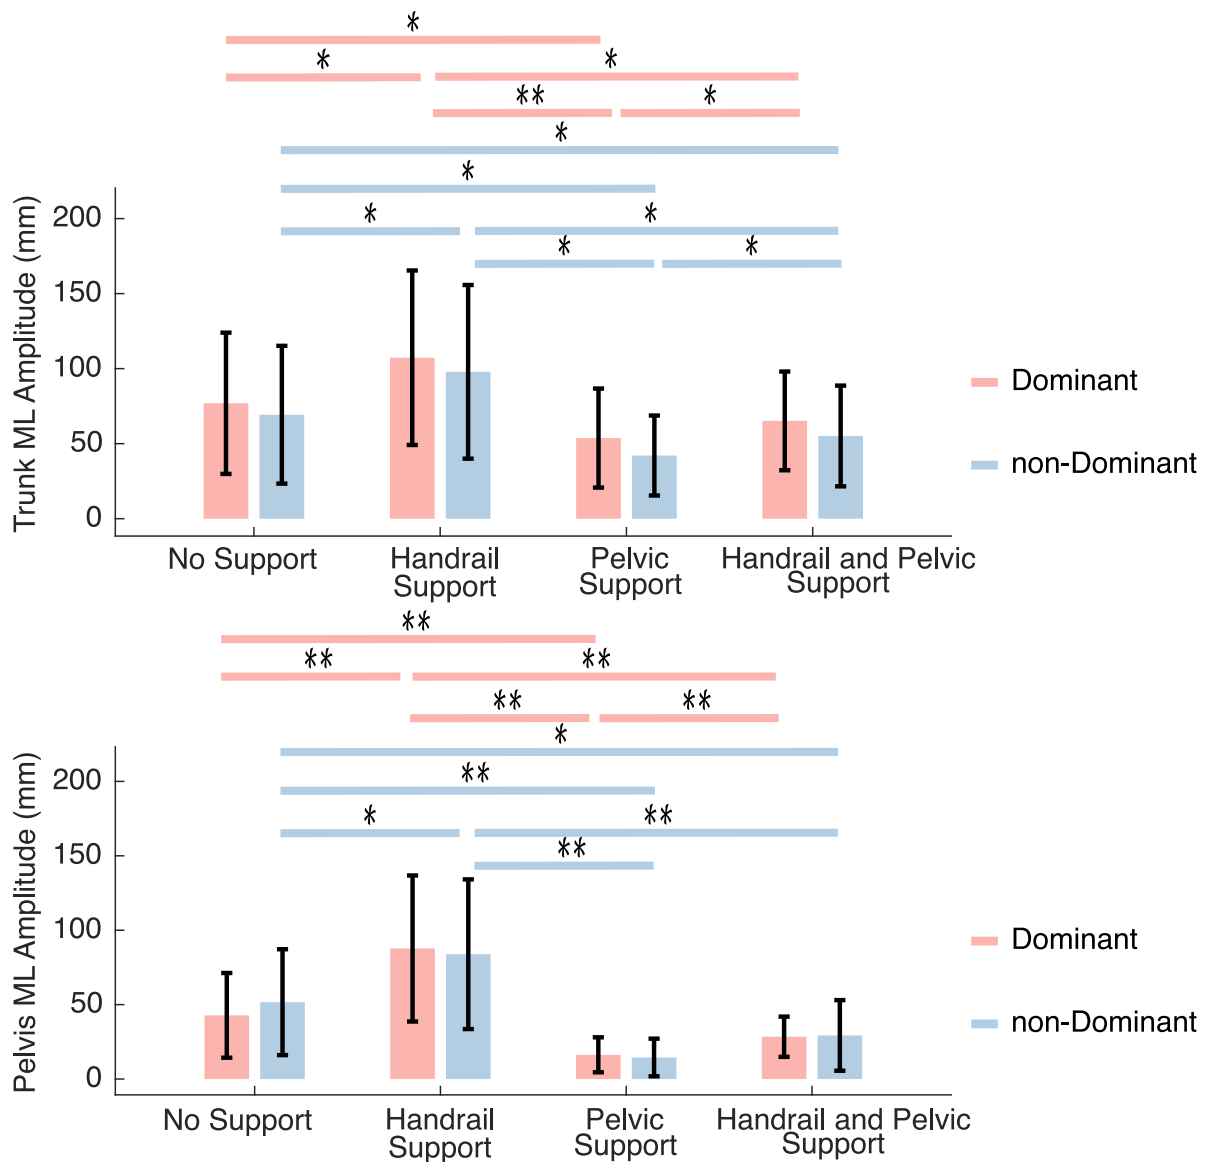 *
*
*
**
*
*
*
*
*
*
*
Trunk ML Amplitude (mm)
200
150
100
50
0
No Support
Handrail
Support
Pelvic
Support
Handrail and Pelvic
Support
Dominant
non-Dominant
**
**
**
**
**
*
**
*
**
**
Pelvis ML Amplitude (mm)
200
150
100
50
0
No Support
Handrail
Support
Pelvic
Support
Handrail and Pelvic
Support
Dominant
non-Dominant